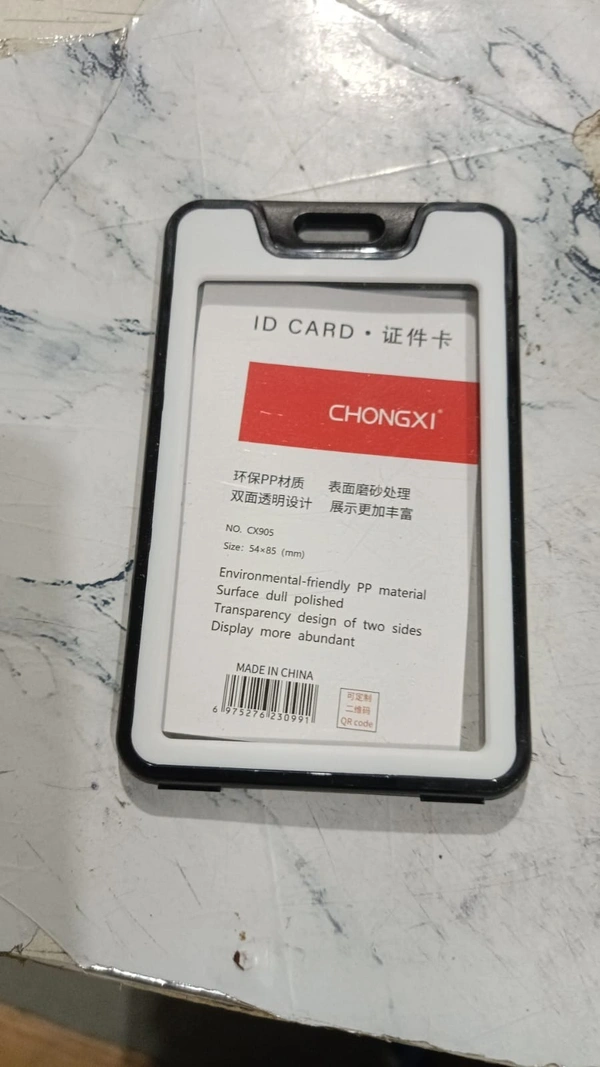 ID CARD · 证件卡
CHONGXI
环保PP材质 表面磨砂处理
双面透明设计 展示更加丰富
NO. CX905
Size: 54×85 (mm)
Environmental-friendly PP material
Surface dull polished
Transparency design of two sides
Display more abundant
MADE IN CHINA
6 975276 230991
可定制
二维码
QR code